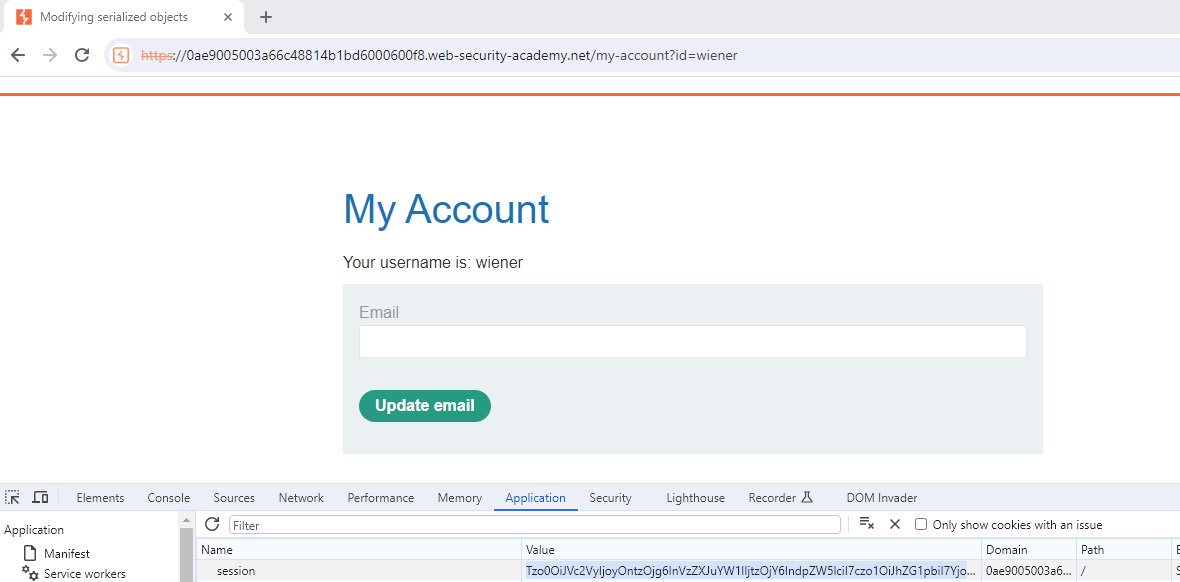 Modifying serialized objects
https://0ae9005003a66c48814b1bd6000600f8.web-security-academy.net/my-account?id=wiener
My Account
Your username is: wiener
Email
Update email
Elements Console Sources Network Performance Memory Application Security Lighthouse Recorder DOM Invader
Application
Filter
Only show cookies with an issue
Manifest
Service workers
Name Value Domain Path
session Tzo0OiJVc2VyIjoyOntzOjg6InVzZXJuYW1lIjtzOjY6IndpZW5lciI7czo1OiJhZG1pbiI7Yjo... 0ae9005003a6... /